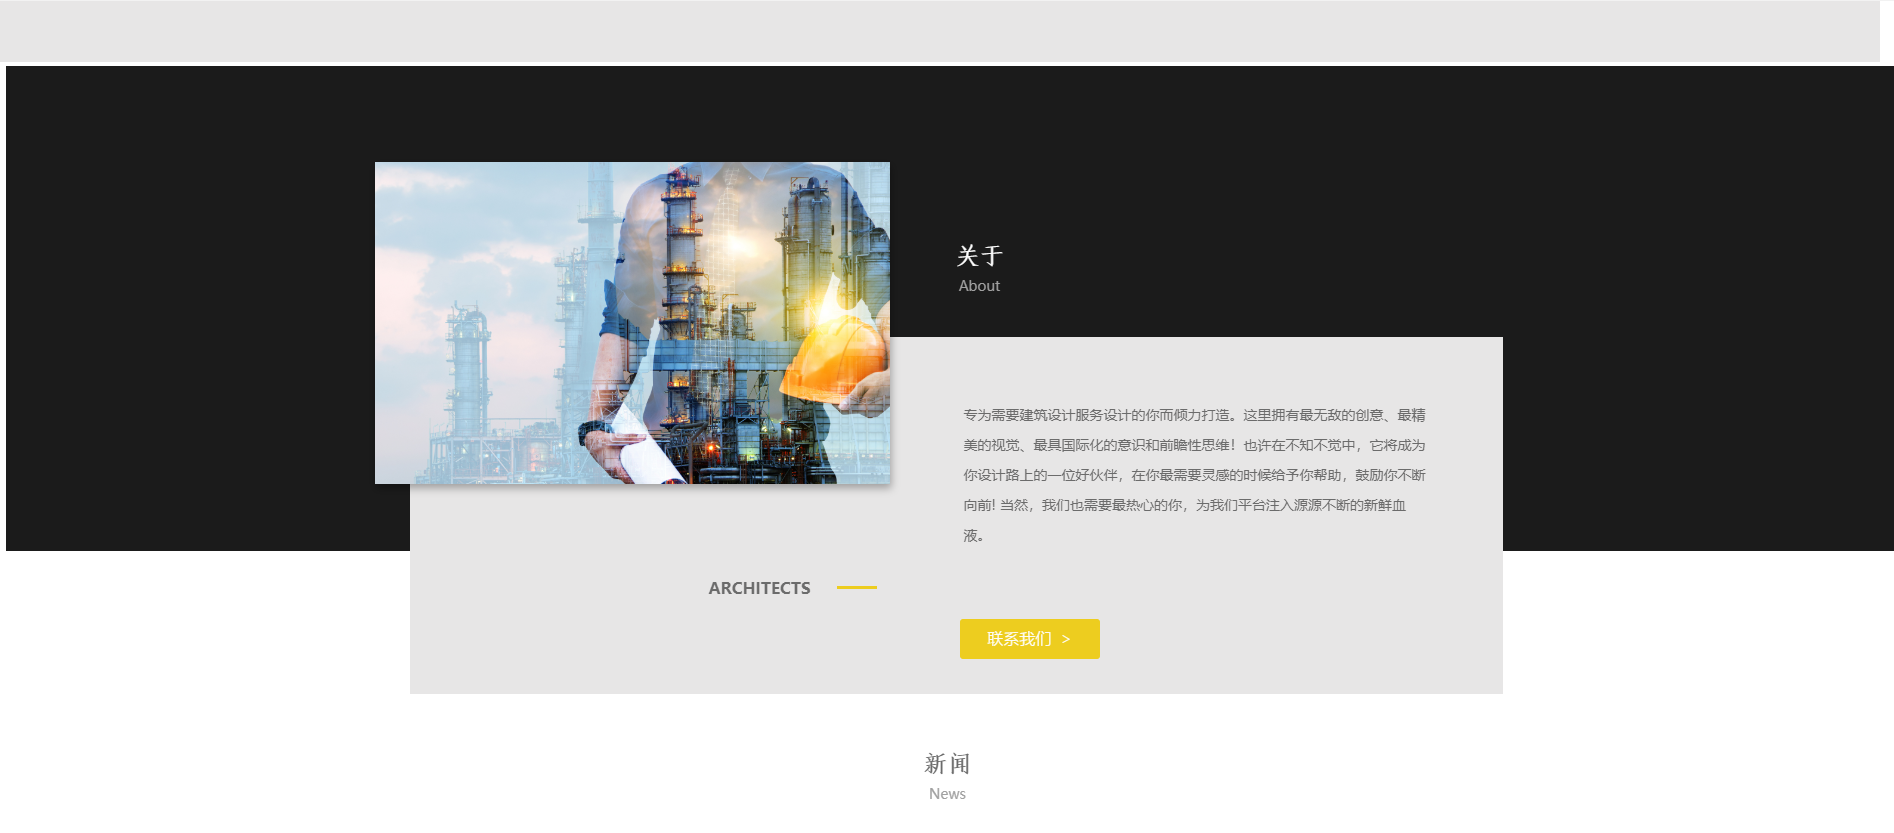 关于
About
专为需要建筑设计服务设计的你而倾力打造。这里拥有最无敌的创意、最精
美的视觉、最具国际化的意识和前瞻性思维！也许在不知不觉中，它将成为
你设计路上的一位好伙伴，在你最需要灵感的时候给予你帮助，鼓励你不断
向前! 当然，我们也需要最热心的你，为我们平台注入源源不断的新鲜血
液。
ARCHITECTS
联系我们 >
新闻
News